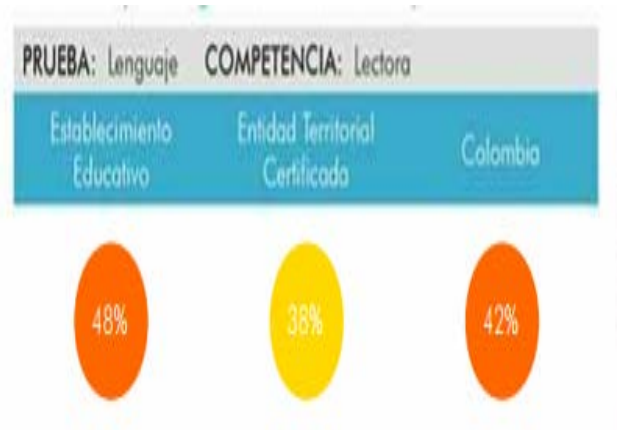 PRUEBA: Lenguaje COMPETENCIA: Lectora
Establecimiento Educativo
Entidad Territorial Certificada
Colombia
48% 38% 42%